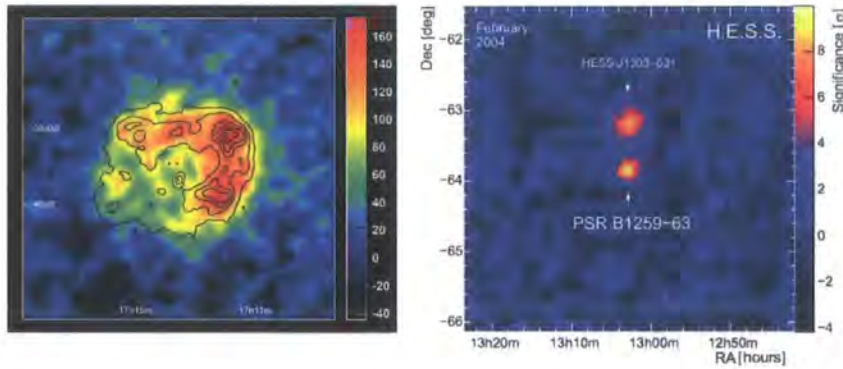 160
140
120
100
80
60
40
20
0
-20
-40
17h15m
Dec [deg]
−62
−63
−64
−65
−66
February
2004
H.E.S.S.
PSR B1259−63
13h20m
13h10m
13h00m
12h50m
RA [hours]
Significance [σ]
8
6
4
2
0
−2
−4